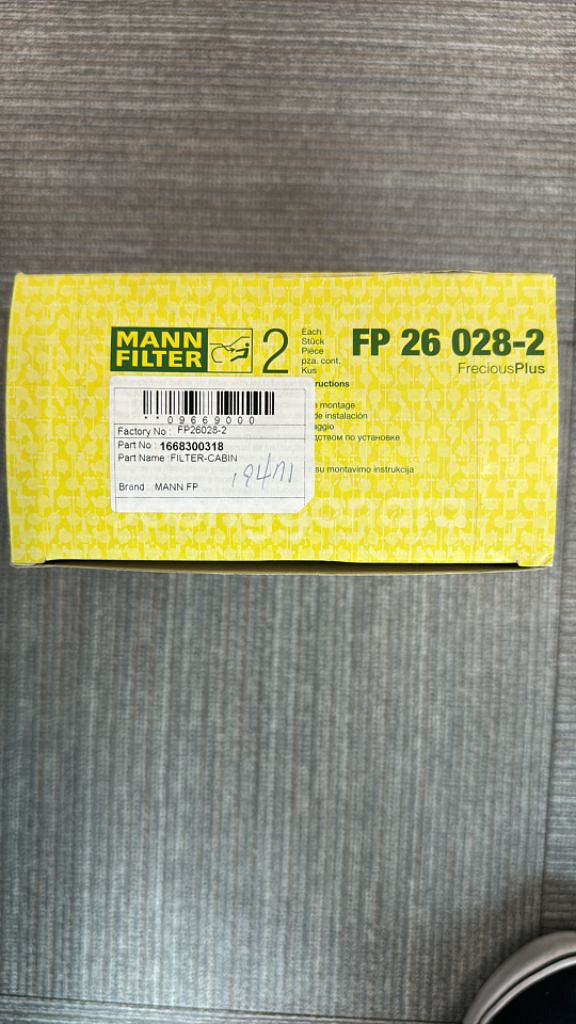 MANN
FILTER
2
Each
Stück
Pièce
pza. cont.
Kus
FP 26 028-2
FreciousPlus
ructions
montage
de instalación
aggio
дством по установке
su montavimo instrukcija
**09669000
Factory No : FP26028-2
Part No : 1668300318
Part Name : FILTER-CABIN
Brand : MANN FP